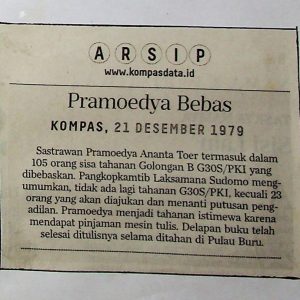 ARSIP
www.kompasdata.id
Pramoedya Bebas
KOMPAS, 21 DESEMBER 1979
Sastrawan Pramoedya Ananta Toer termasuk dalam
105 orang sisa tahanan Golongan B G30S/PKI yang
dibebaskan. Pangkopkamtib Laksamana Sudomo meng-
umumkan, tidak ada lagi tahanan G30S/PKI, kecuali 23
orang yang akan diajukan dan menanti putusan peng-
adilan. Pramoedya menjadi tahanan istimewa karena
mendapat pinjaman mesin tulis. Delapan buku telah
selesai ditulisnya selama ditahan di Pulau Buru.